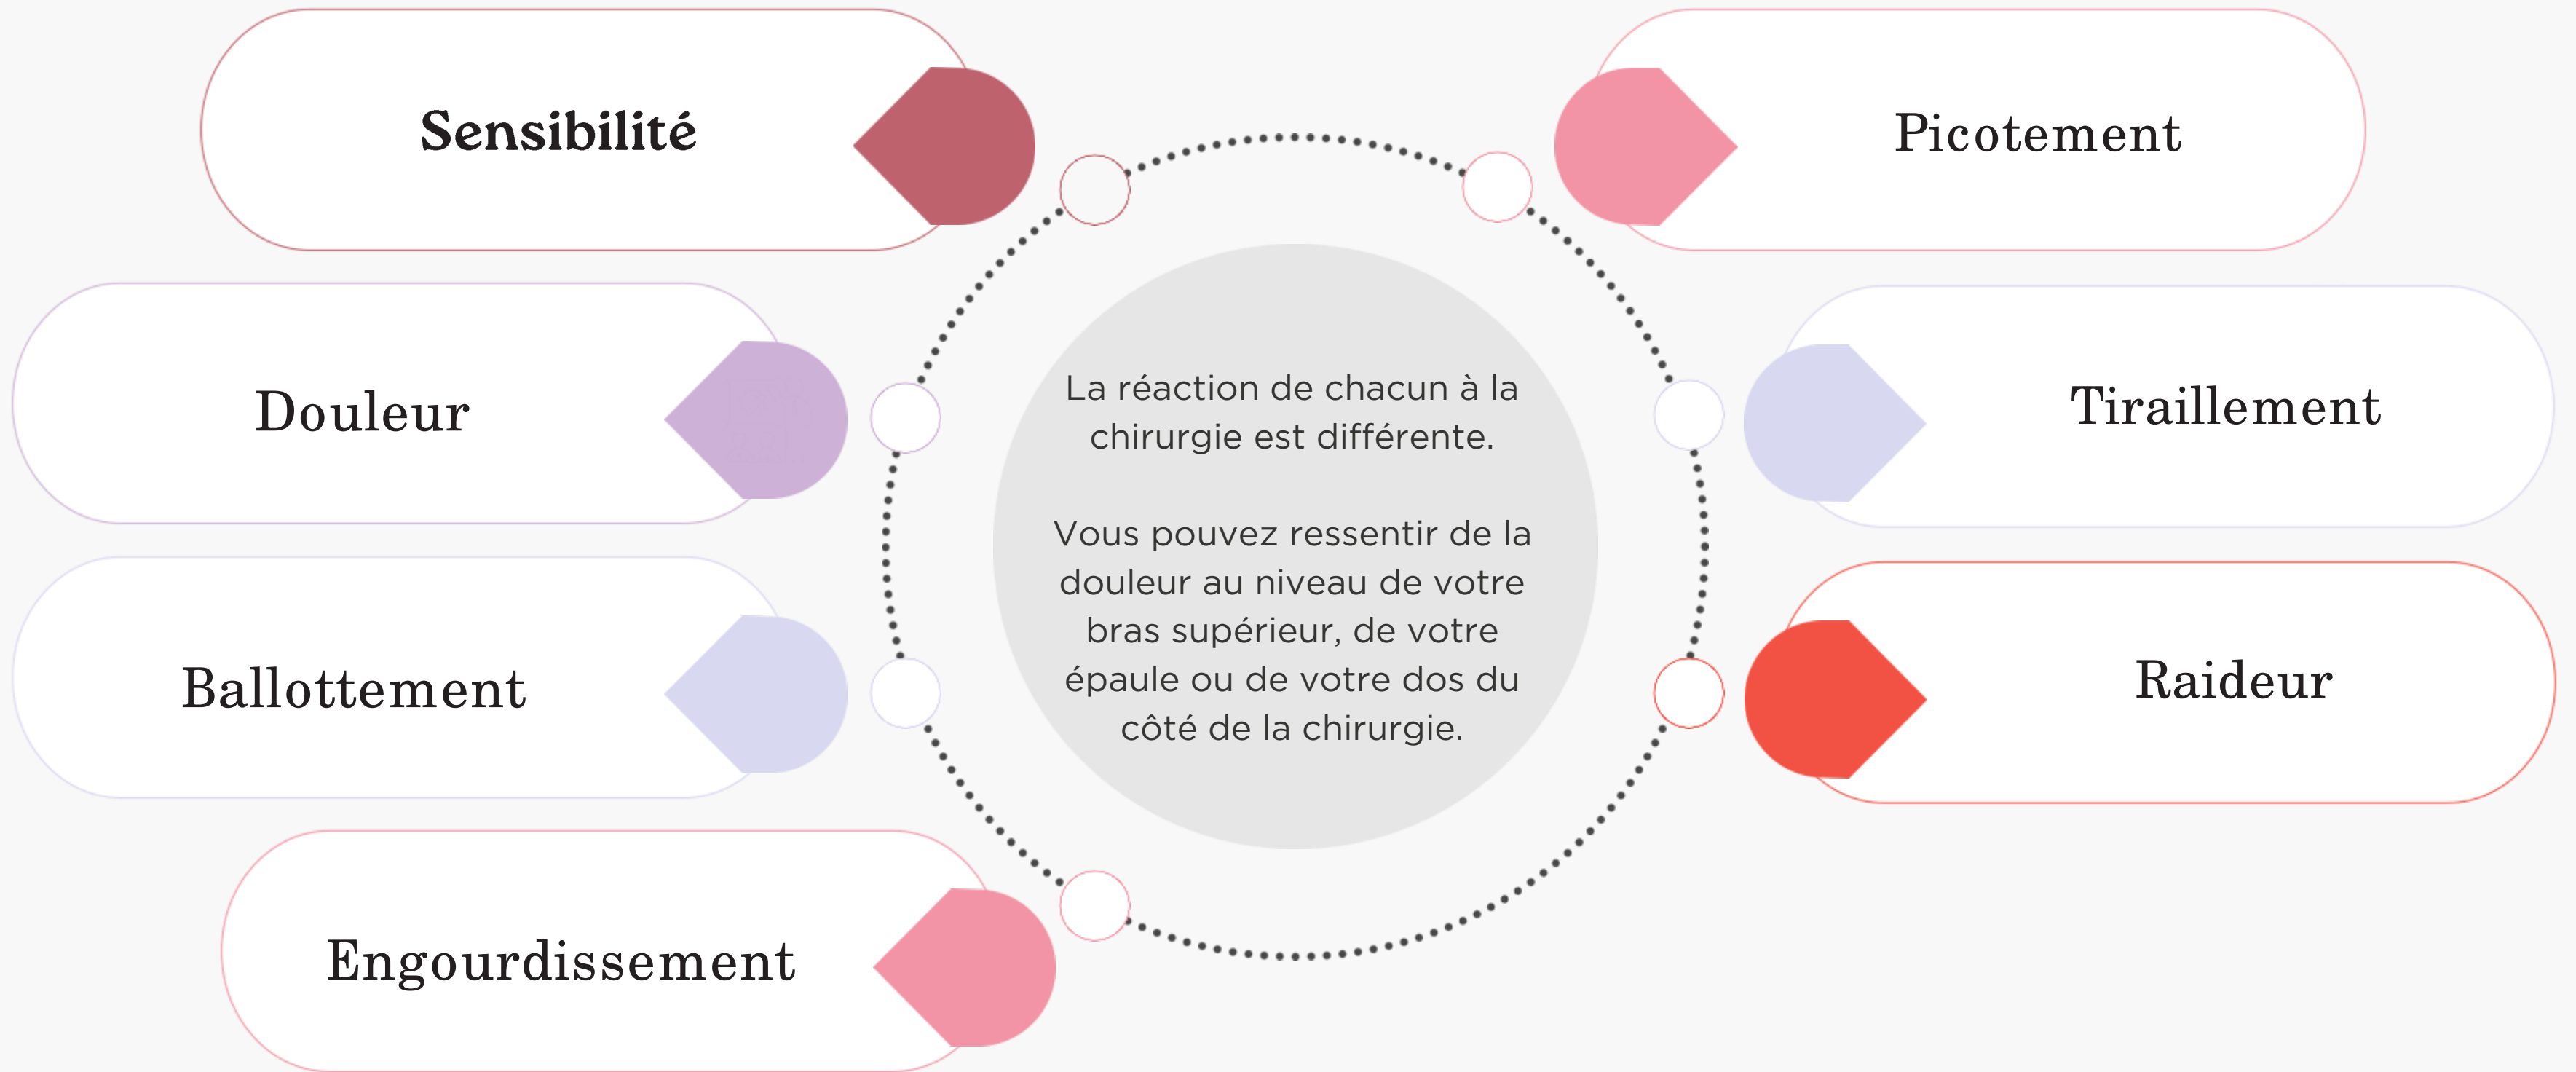 Sensibilité
Picotement
Douleur
Tiraillement
Ballottement
Raideur
Engourdissement
La réaction de chacun à la
chirurgie est différente.
Vous pouvez ressentir de la
douleur au niveau de votre
bras supérieur, de votre
épaule ou de votre dos du
côté de la chirurgie.